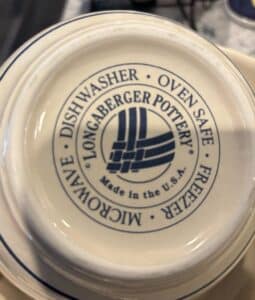 MICROWAVE · DISHWASHER · OVEN SAFE · FREEZER ·
"LONGABERGER POTTERY"®
Made in the U.S.A.